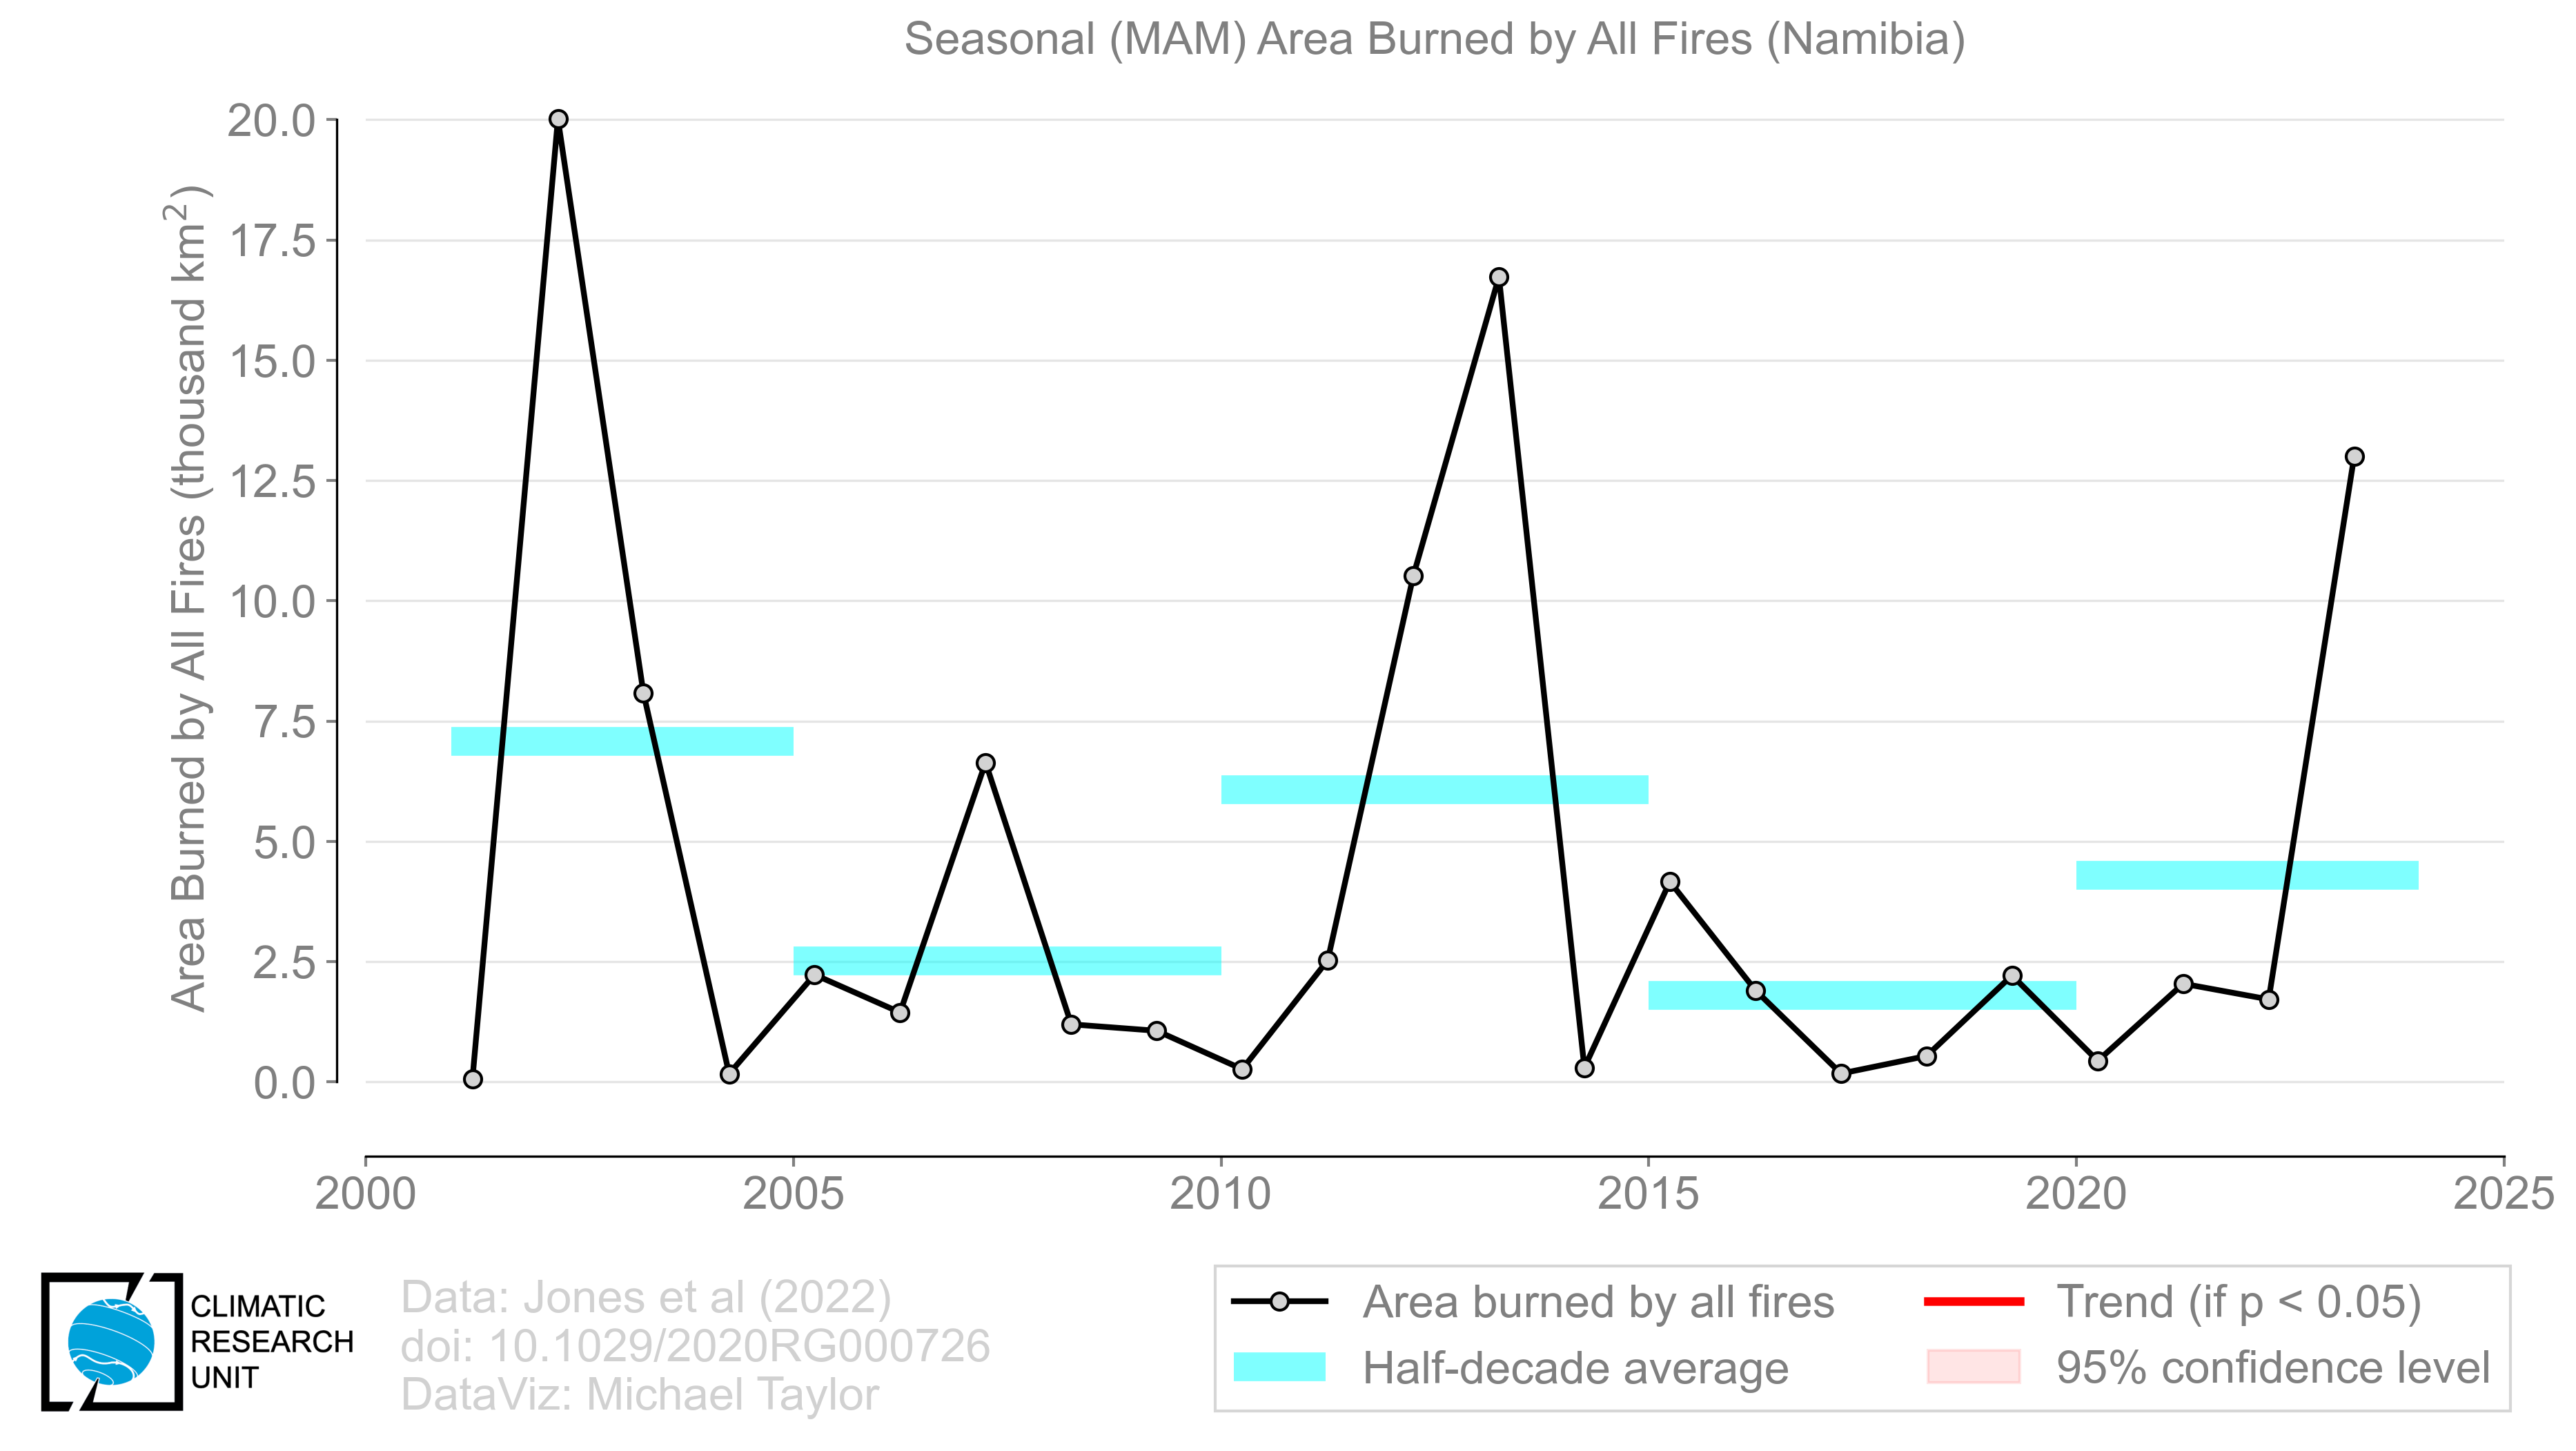 Seasonal (MAM) Area Burned by All Fires (Namibia)
Area Burned by All Fires (thousand km²)
20.0
17.5
15.0
12.5
10.0
7.5
5.0
2.5
0.0
2000 2005 2010 2015 2020 2025
CLIMATIC
RESEARCH
UNIT
Data: Jones et al (2022)
doi: 10.1029/2020RG000726
DataViz: Michael Taylor
Area burned by all fires
Half-decade average
Trend (if p < 0.05)
95% confidence level